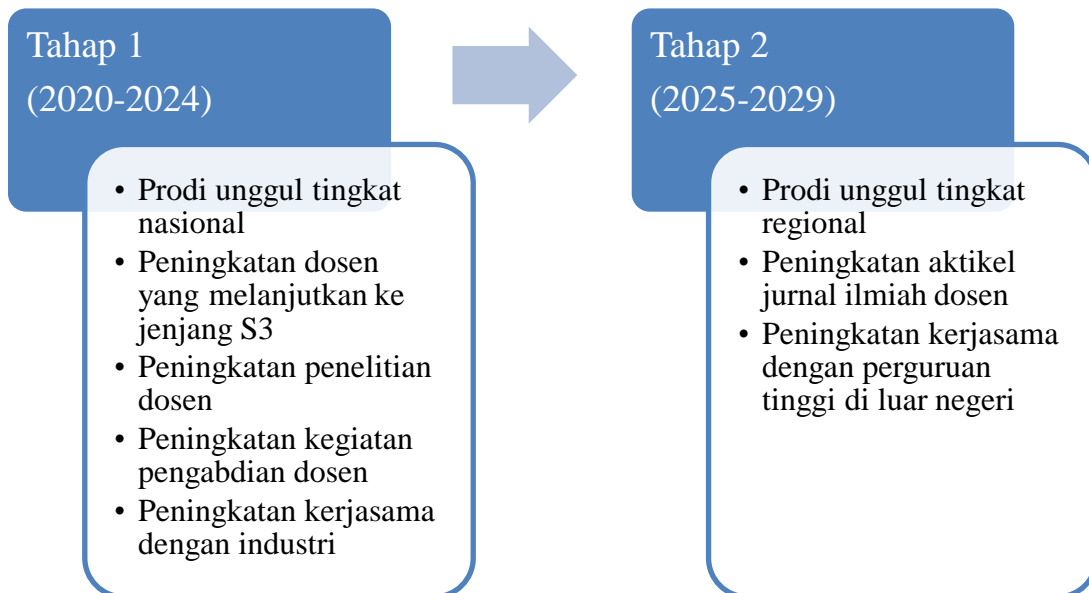 Tahap 1
(2020-2024)
• Prodi unggul tingkat
nasional
• Peningkatan dosen
yang melanjutkan ke
jenjang S3
• Peningkatan penelitian
dosen
• Peningkatan kegiatan
pengabdian dosen
• Peningkatan kerjasama
dengan industri
Tahap 2
(2025-2029)
• Prodi unggul tingkat
regional
• Peningkatan aktikel
jurnal ilmiah dosen
• Peningkatan kerjasama
dengan perguruan
tinggi di luar negeri